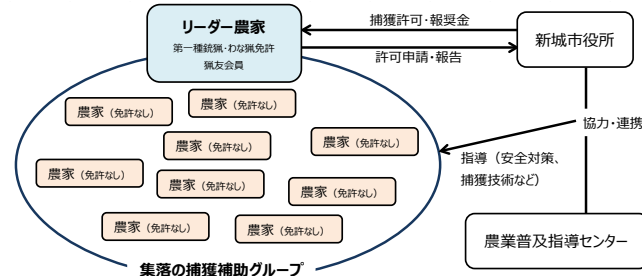 リーダー農家
第一種銃猟・わな猟免許
猟友会員
捕獲許可・報奨金
許可申請・報告
新城市役所
農家（免許なし）
農家（免許なし）
農家（免許なし）
農家（免許なし）
農家（免許なし）
農家（免許なし）
農家（免許なし）
農家（免許なし）
農家（免許なし）
協力・連携
指導（安全対策、
捕獲技術など）
農業普及指導センター
集落の捕獲補助グループ